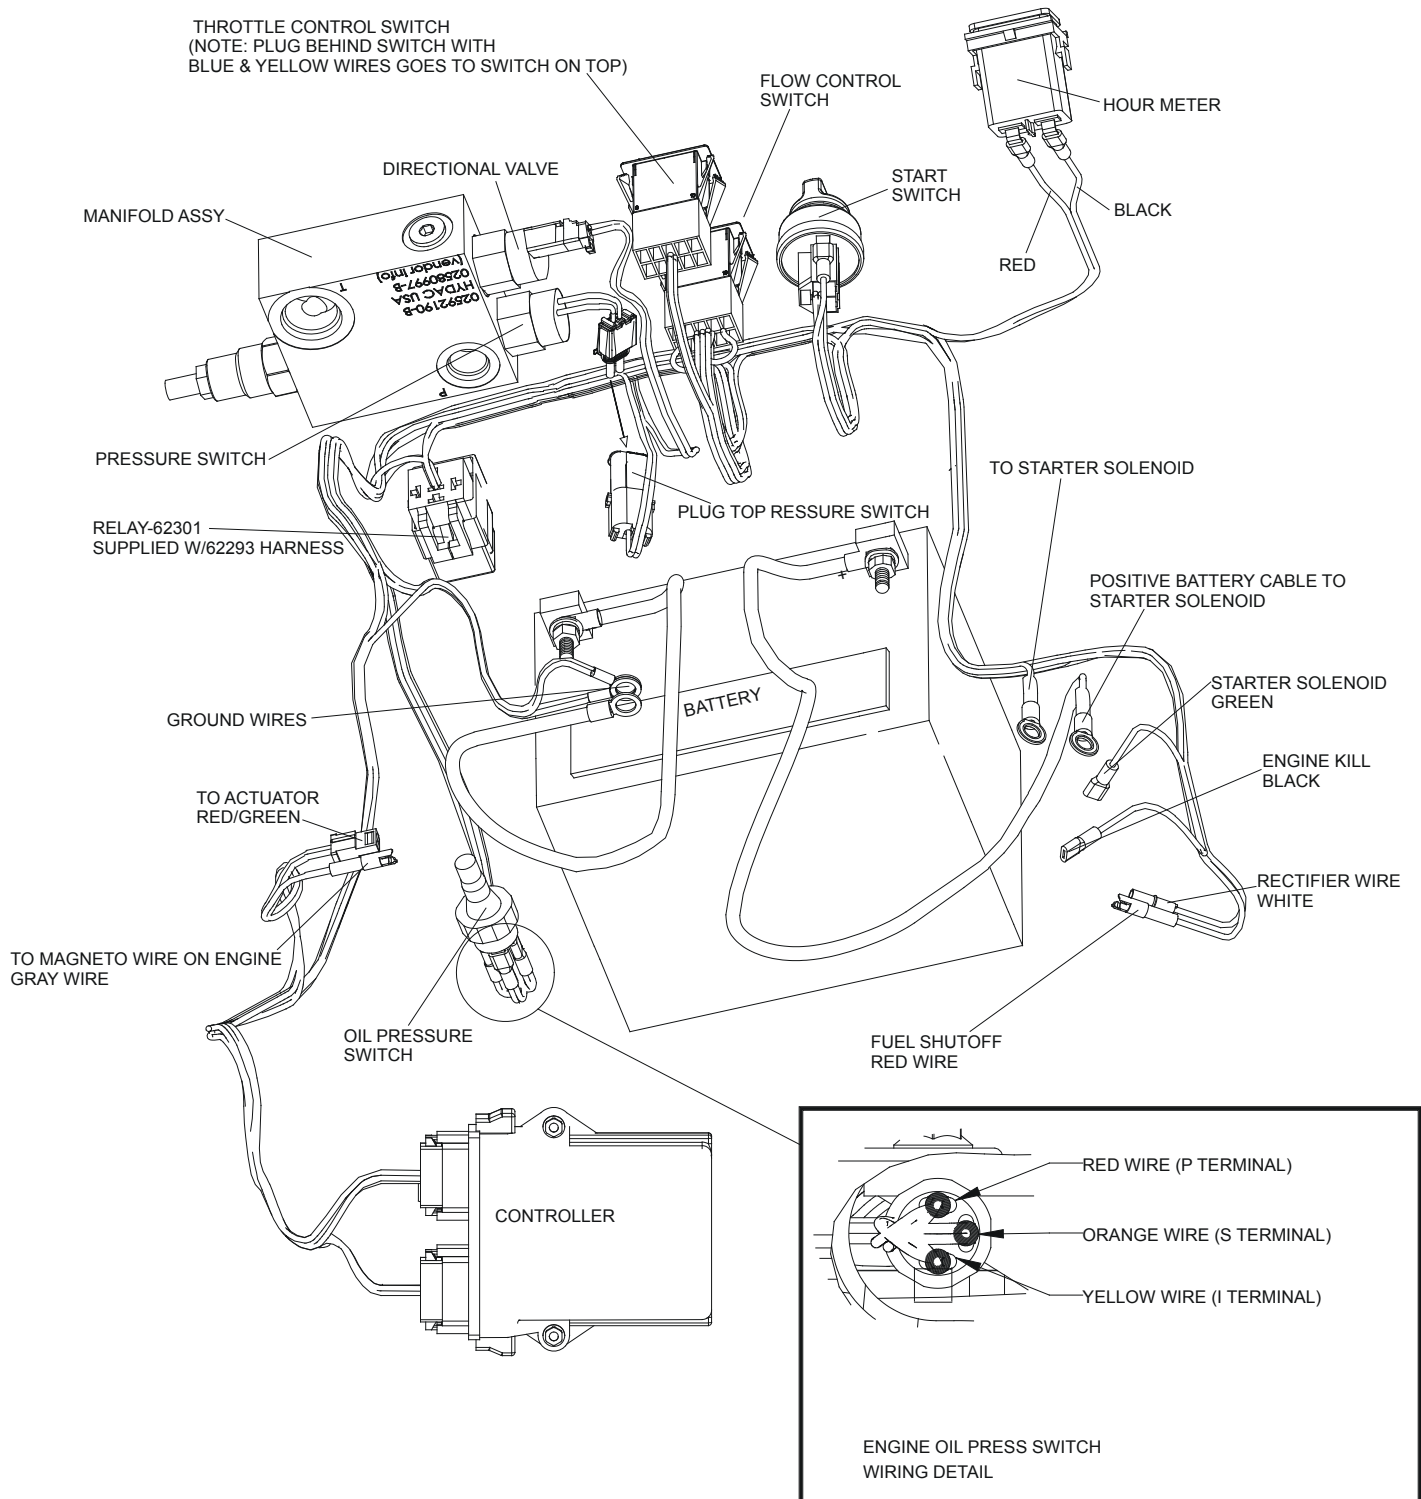 THROTTLE CONTROL SWITCH
(NOTE: PLUG BEHIND SWITCH WITH
BLUE & YELLOW WIRES GOES TO SWITCH ON TOP)
FLOW CONTROL
SWITCH
HOUR METER
DIRECTIONAL VALVE
START
SWITCH
MANIFOLD ASSY
BLACK
RED
T
02592190-B
HYDAC USA
02580997-B
(vendor info)
P
PRESSURE SWITCH
TO STARTER SOLENOID
PLUG TOP RESSURE SWITCH
RELAY-62301
SUPPLIED W/62293 HARNESS
+
POSITIVE BATTERY CABLE TO
STARTER SOLENOID
STARTER SOLENOID
GREEN
BATTERY
GROUND WIRES
ENGINE KILL
BLACK
TO ACTUATOR
RED/GREEN
RECTIFIER WIRE
WHITE
TO MAGNETO WIRE ON ENGINE
GRAY WIRE
OIL PRESSURE
SWITCH
FUEL SHUTOFF
RED WIRE
CONTROLLER
RED WIRE (P TERMINAL)
ORANGE WIRE (S TERMINAL)
YELLOW WIRE (I TERMINAL)
ENGINE OIL PRESS SWITCH
WIRING DETAIL